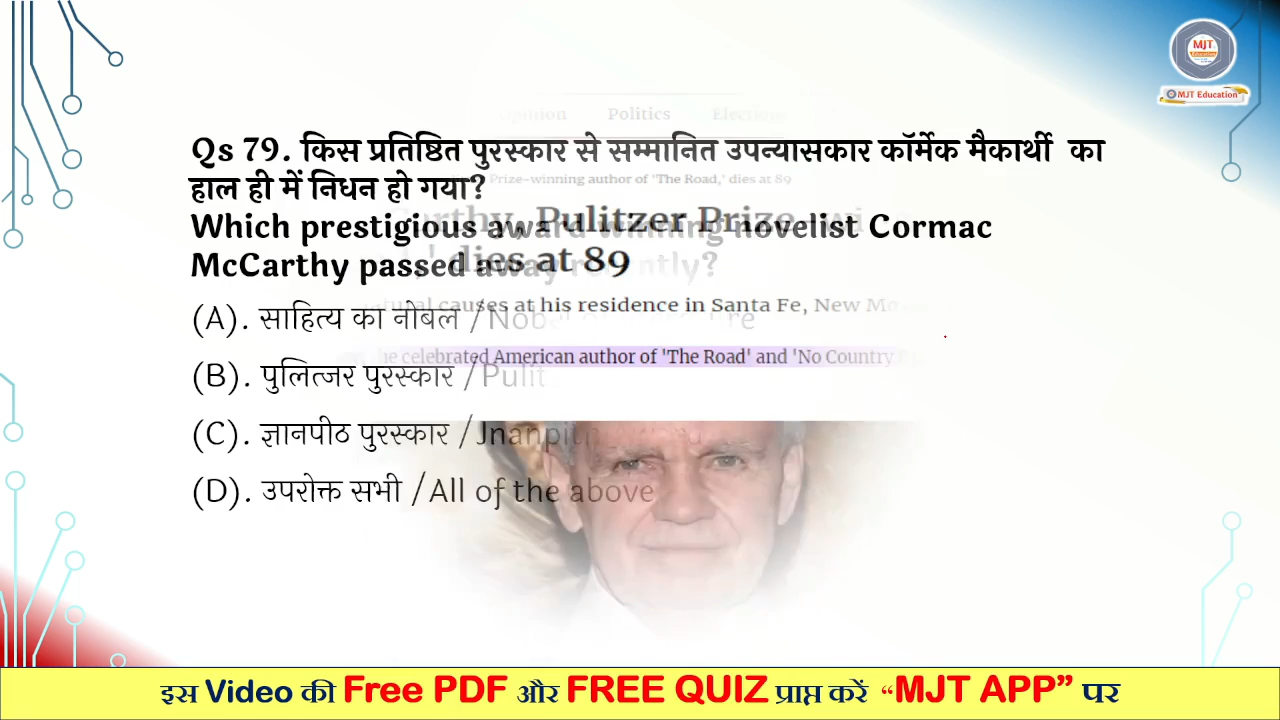 MJT
Education
MJT Education
Opinion Politics Elections
Qs 79. किस प्रतिष्ठित पुरस्कार से सम्मानित उपन्यासकार कॉर्मेक मैकार्थी का
Prize-winning author of 'The Road,' dies at 89
हाल ही में निधन हो गया?
Pulitzer Prize
Which prestigious award winning novelist Cormac
dies at 89
McCarthy passed away recently?
causes at his residence in Santa Fe, New
(A). साहित्य का नोबल /
celebrated American author of 'The Road' and 'No Country
(B). पुलित्जर पुरस्कार /Pulit
(C). ज्ञानपीठ पुरस्कार /Jnanpith
(D). उपरोक्त सभी /All of the above
इस Video की Free PDF और FREE QUIZ प्राप्त करें “MJT APP” पर